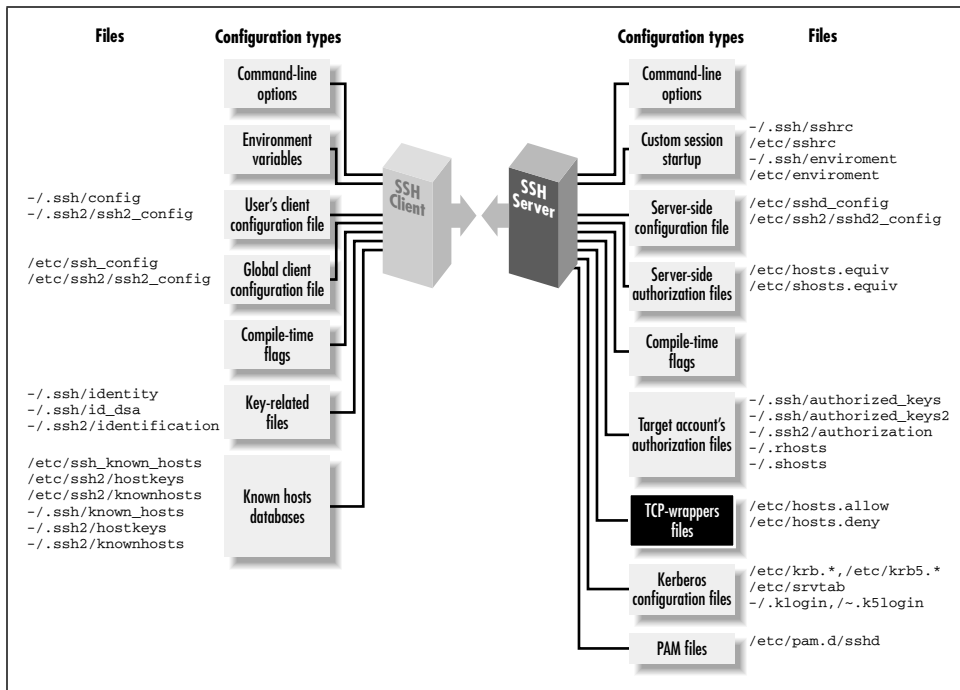 Files
Configuration types
Command-line
options
Environment
variables
-/.ssh/config
-/.ssh2/ssh2_config
User's client
configuration file
/etc/ssh_config
/etc/ssh2/ssh2_config
Global client
configuration file
Compile-time
flags
-/.ssh/identity
-/.ssh/id_dsa
-/.ssh2/identification
Key-related
files
/etc/ssh_known_hosts
/etc/ssh2/hostkeys
/etc/ssh2/knownhosts
-/.ssh/known_hosts
-/.ssh2/hostkeys
-/.ssh2/knownhosts
Known hosts
databases
SSH
Client
SSH
Server
Configuration types
Files
Command-line
options
Custom session
startup
-/.ssh/sshrc
/etc/sshrc
-/.ssh/enviroment
/etc/enviroment
Server-side
configuration file
/etc/sshd_config
/etc/ssh2/sshd2_config
Server-side
authorization files
/etc/hosts.equiv
/etc/shosts.equiv
Compile-time
flags
Target account's
authorization files
-/.ssh/authorized_keys
-/.ssh/authorized_keys2
-/.ssh2/authorization
-/.rhosts
-/.shosts
TCP-wrappers
files
/etc/hosts.allow
/etc/hosts.deny
Kerberos
configuration files
/etc/krb.*,/etc/krb5.*
/etc/srvtab
-/.klogin,/~.k5login
PAM files
/etc/pam.d/sshd